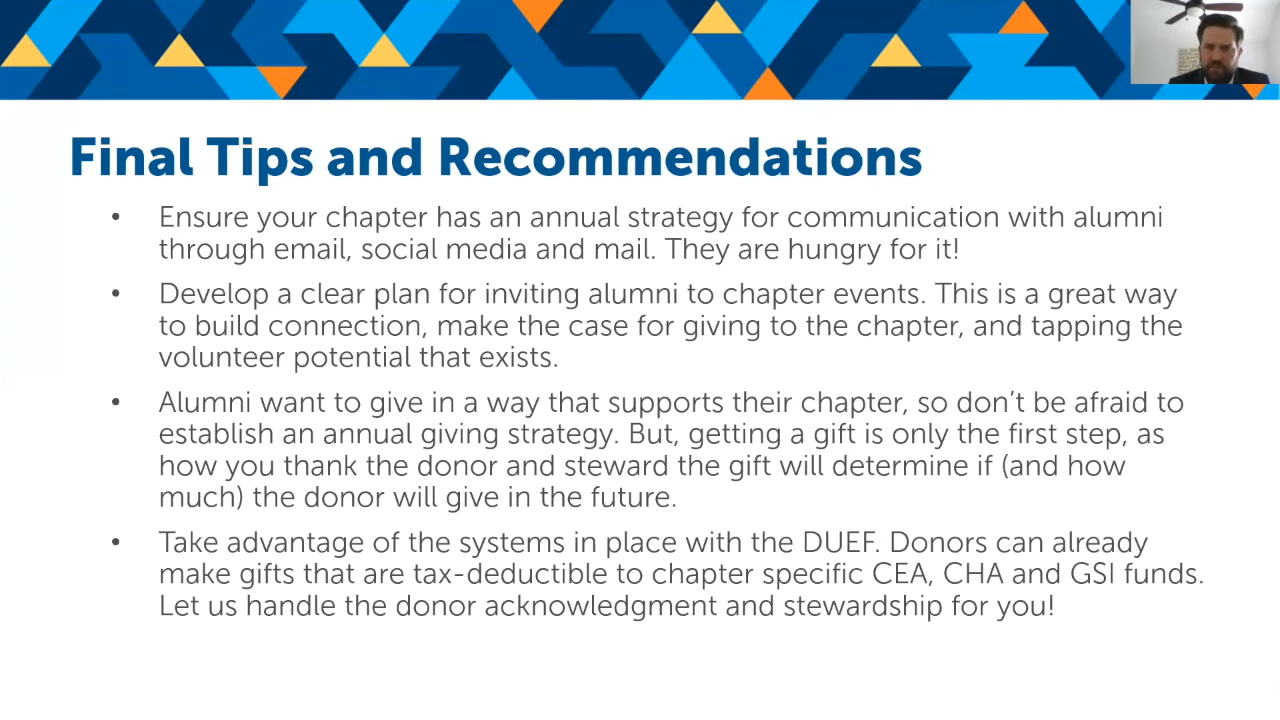 Final Tips and Recommendations
• Ensure your chapter has an annual strategy for communication with alumni
through email, social media and mail. They are hungry for it!
• Develop a clear plan for inviting alumni to chapter events. This is a great way
to build connection, make the case for giving to the chapter, and tapping the
volunteer potential that exists.
• Alumni want to give in a way that supports their chapter, so don’t be afraid to
establish an annual giving strategy. But, getting a gift is only the first step, as
how you thank the donor and steward the gift will determine if (and how
much) the donor will give in the future.
• Take advantage of the systems in place with the DUEF. Donors can already
make gifts that are tax-deductible to chapter specific CEA, CHA and GSI funds.
Let us handle the donor acknowledgment and stewardship for you!